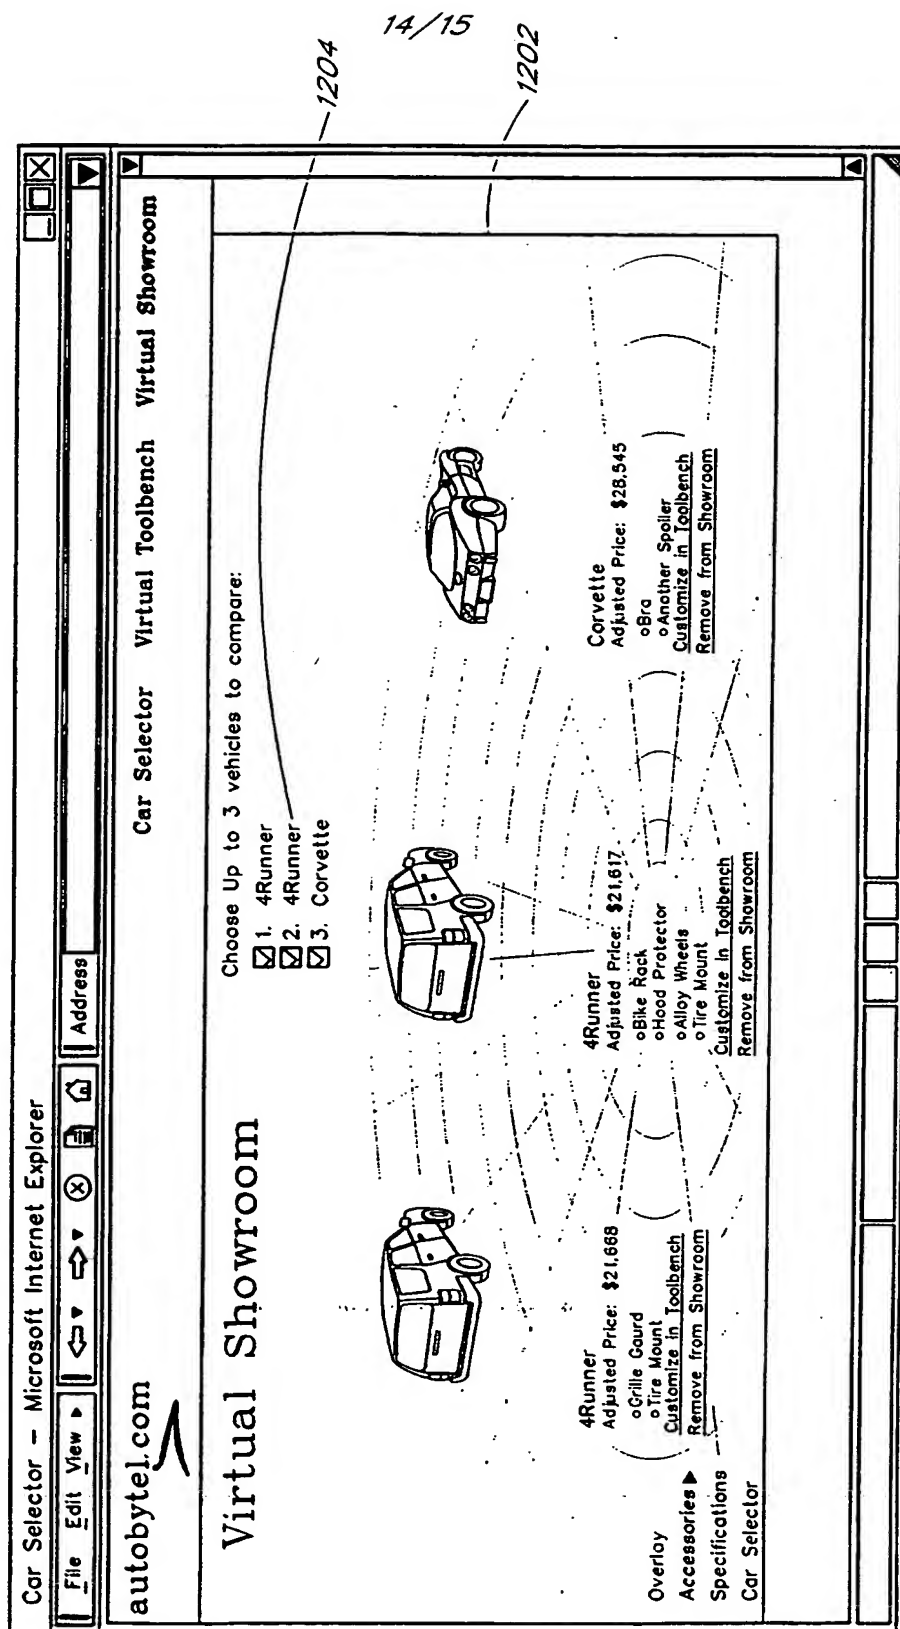 14/15
1204
1202
Car Selector – Microsoft Internet Explorer
File Edit View
Address
autobytel.com
Car Selector Virtual Toolbench Virtual Showroom
Virtual Showroom
Choose Up to 3 vehicles to compare:
1. 4Runner
2. 4Runner
3. Corvette
4Runner
Adjusted Price: $21,668
Grille Gourd
Tire Mount
Customize in Toolbench
Remove from Showroom
4Runner
Adjusted Price: $21,617
Bike Rack
Hood Protector
Alloy Wheels
Tire Mount
Customize in Toolbench
Remove from Showroom
Corvette
Adjusted Price: $28,545
Bra
Another Spoiler
Customize in Toolbench
Remove from Showroom
Overlay
Accessories
Specifications
Car Selector